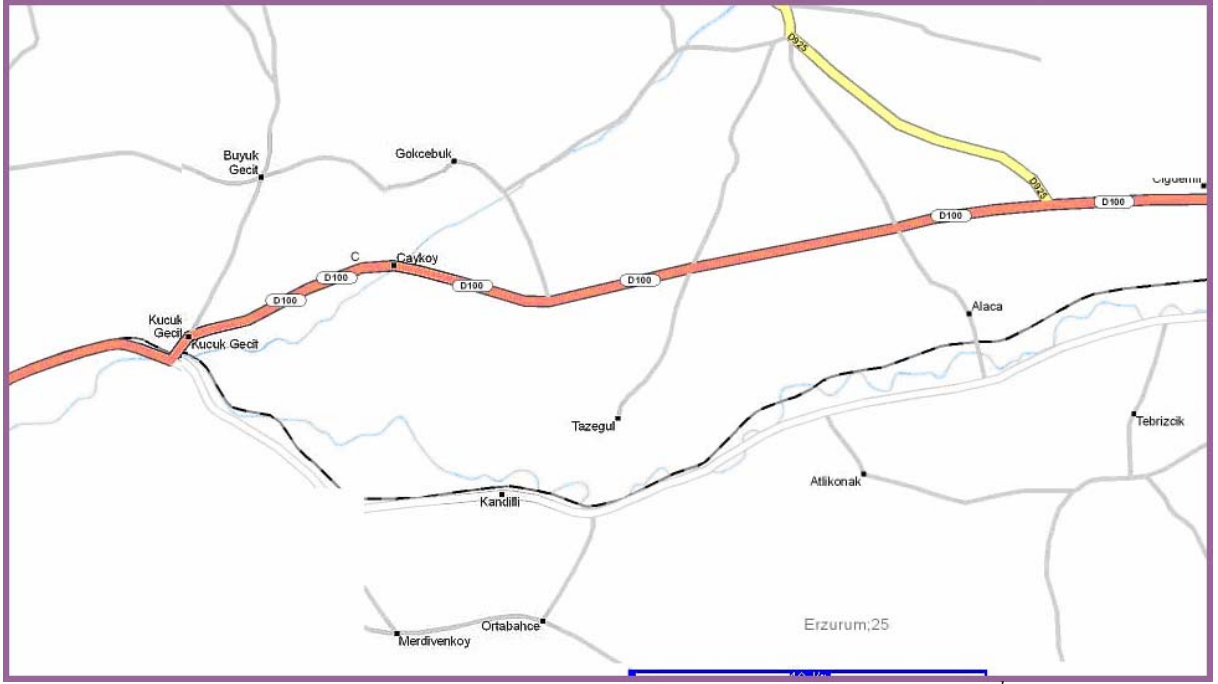 D925
D925
Buyuk
Gecit
Gokcebuk
Cigdemli
D100
D100
C
Caykoy
D100
D100
D100
D100
Alaca
Kucuk
Gecit
Kucuk Gecit
Tazegul
Tebrizcik
Atlikonak
Kandilli
Ortabahce
Merdivenkoy
Erzurum;25